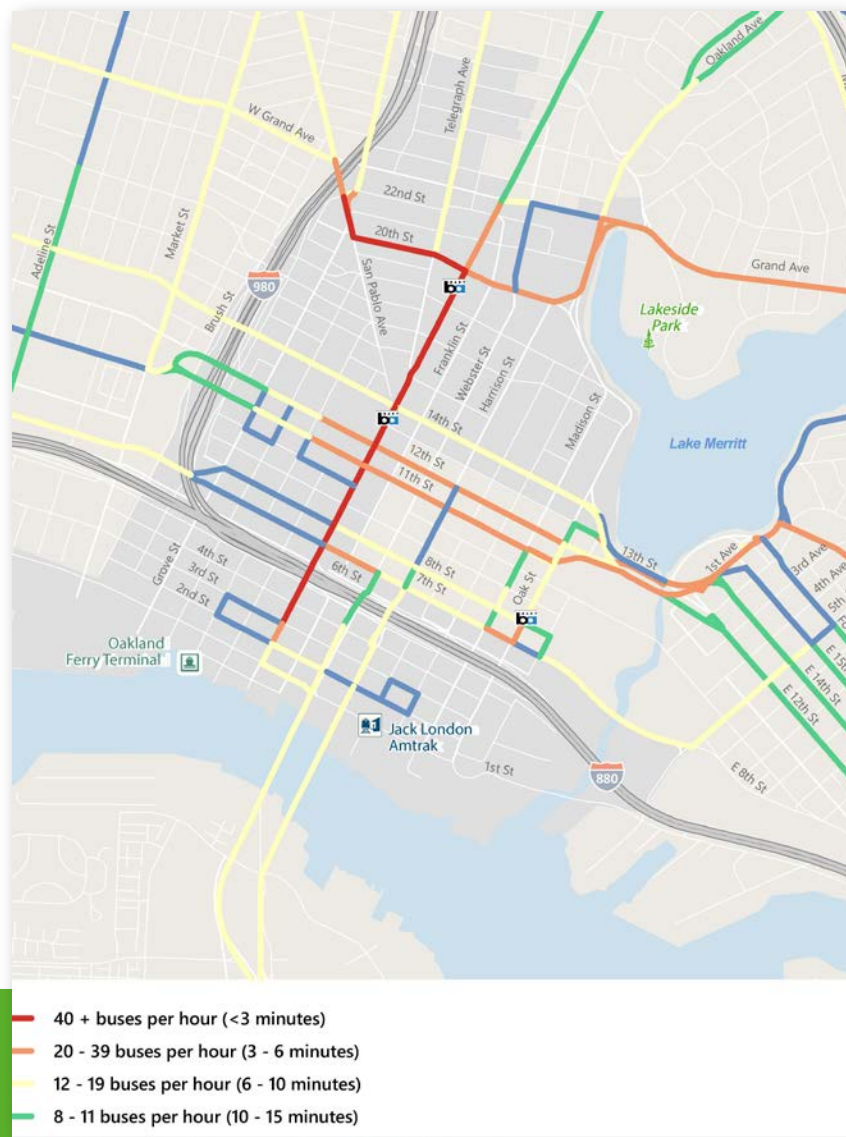 Oakland Ave
Telegraph Ave
W Grand Ave
22nd St
20th St
Market St
Adeline St
Grand Ave
980
San Pablo Ave
Brush St
ba
Lakeside
Park
Franklin St
Webster St
Harrison St
Madison St
14th St
ba
Lake Merritt
12th St
11th St
13th St
1st Ave
3rd Ave
4th Ave
5th
4th St
3rd St
2nd St
Grove St
6th St
8th St
7th St
Oak St
ba
E 15th
E 14th St
E 12th St
Oakland
Ferry Terminal
Jack London
Amtrak
1st St
880
E 8th St
40 + buses per hour (<3 minutes)
20 - 39 buses per hour (3 - 6 minutes)
12 - 19 buses per hour (6 - 10 minutes)
8 - 11 buses per hour (10 - 15 minutes)